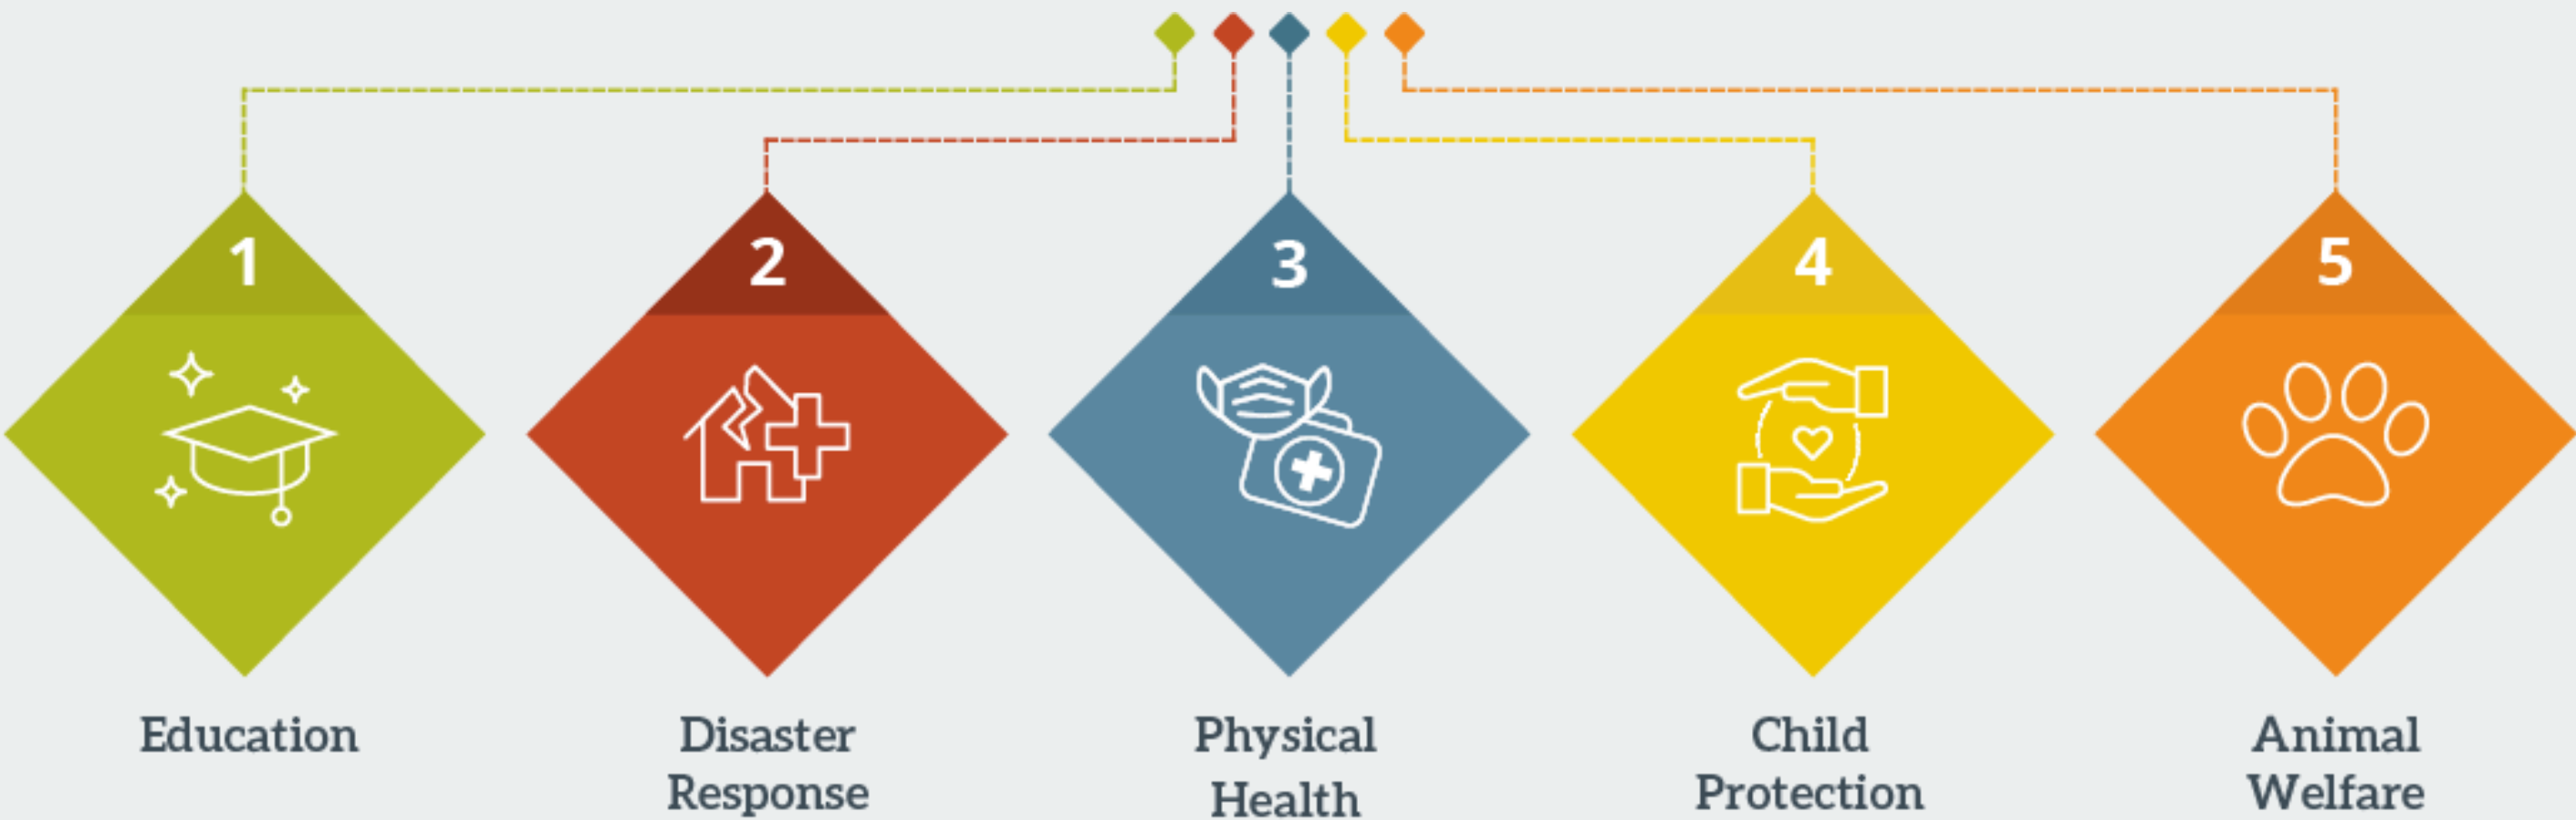 1
2
3
4
5
Education
Disaster
Response
Physical
Health
Child
Protection
Animal
Welfare